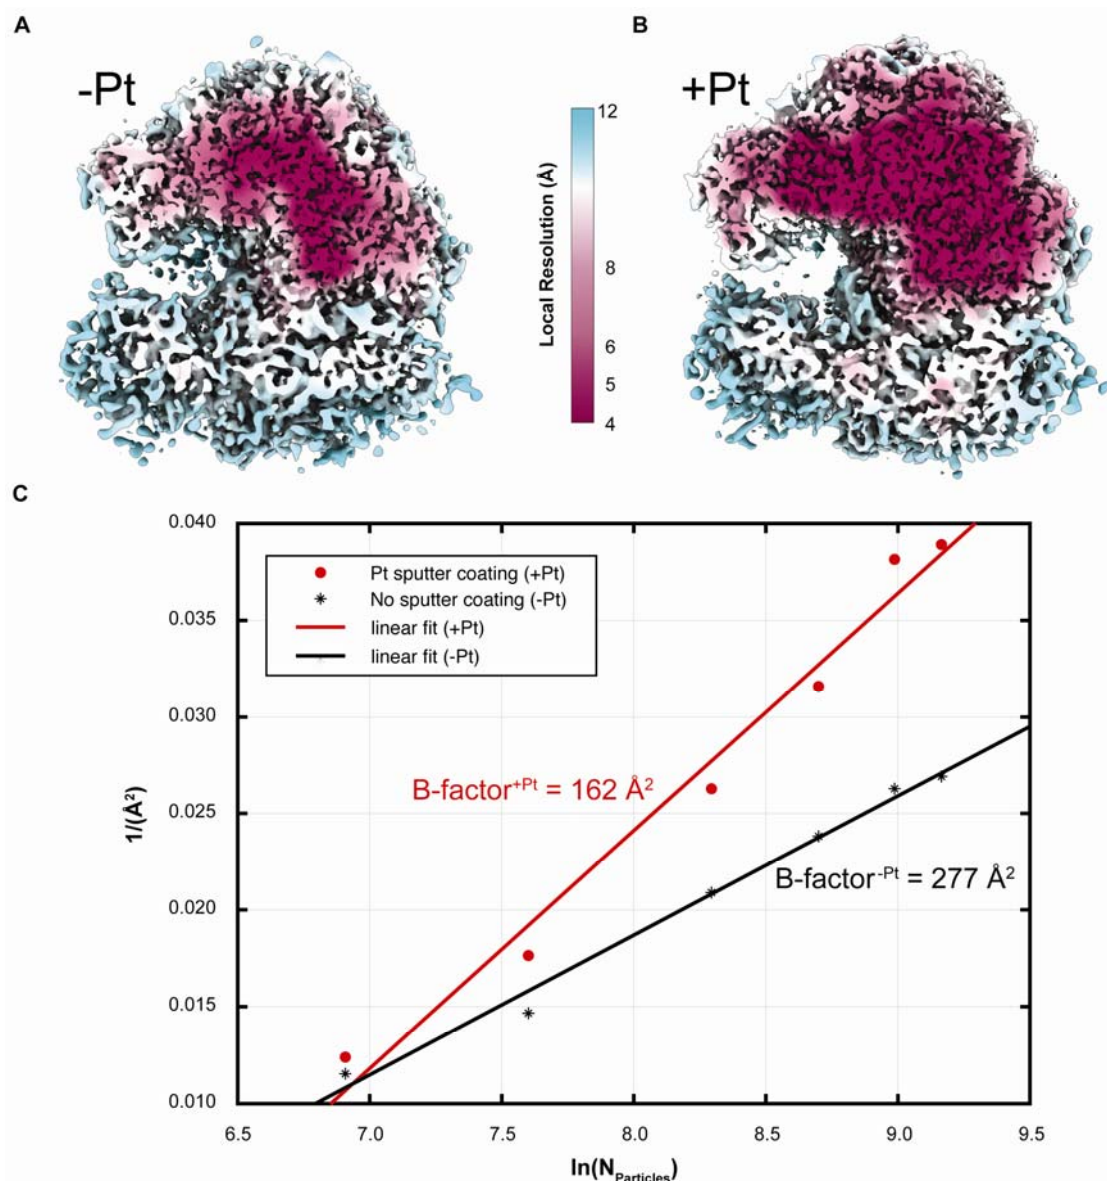 A
B
-Pt
+Pt
12
8
6
5
4
Local Resolution (Å)
C
0.040
0.035
0.030
0.025
0.020
0.015
0.010
1/(Å²)
Pt sputter coating (+Pt)
No sputter coating (-Pt)
linear fit (+Pt)
linear fit (-Pt)
B-factor⁺ᴾᵗ = 162 Å²
B-factor⁻ᴾᵗ = 277 Å²
6.5 7.0 7.5 8.0 8.5 9.0 9.5
ln(N_Particles)